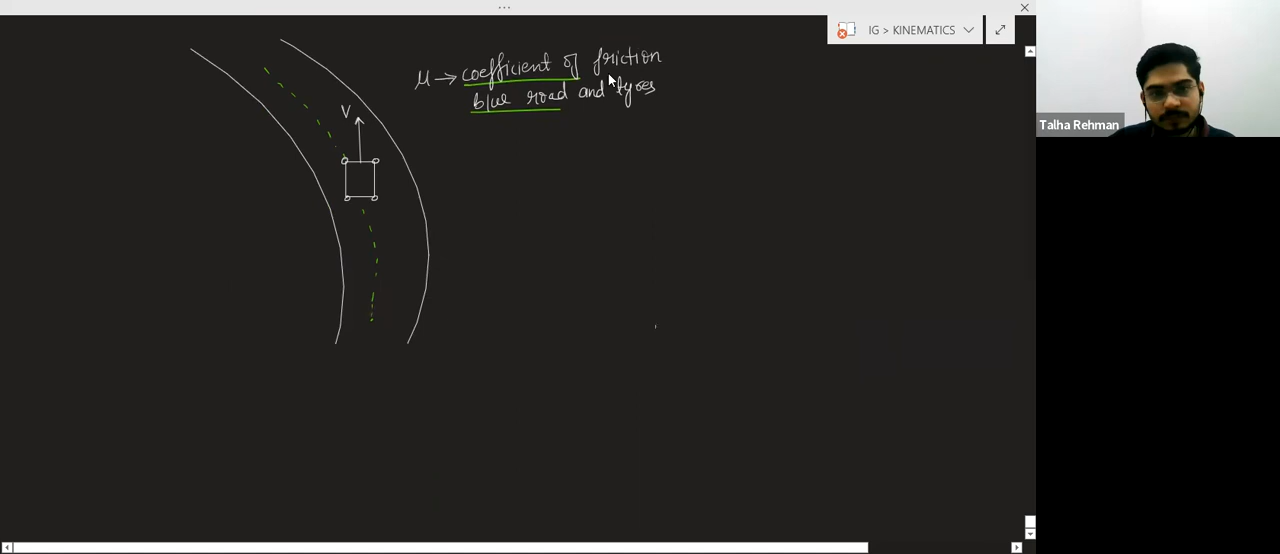 IG > KINEMATICS
μ → coefficient of friction
b/w road and tyres
V
Talha Rehman